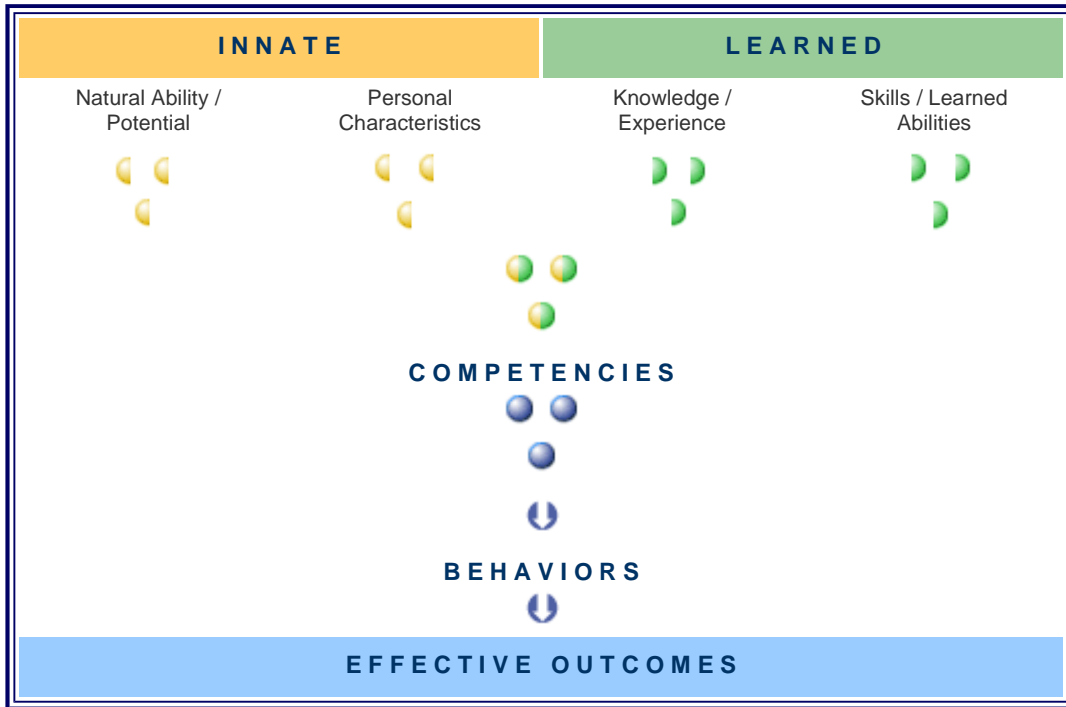 INNATE
LEARNED
Natural Ability /
Potential
Personal
Characteristics
Knowledge /
Experience
Skills / Learned
Abilities
COMPETENCIES
BEHAVIORS
EFFECTIVE OUTCOMES